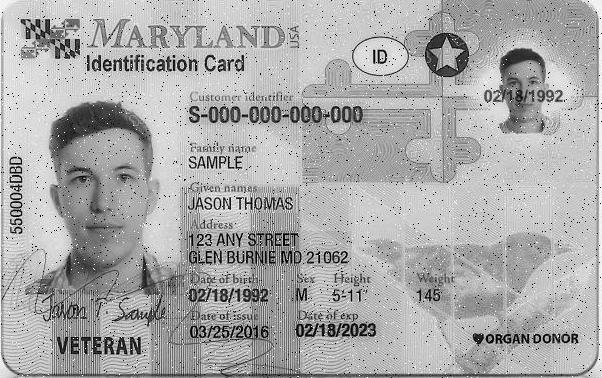 MARYLAND USA
Identification Card
ID
Customer identifier
S-000-000-000-000
02/18/1992
Family name
SAMPLE
Given names
JASON THOMAS
Address
123 ANY STREET
GLEN BURNIE MD 21062
Date of birth Sex Height Weight
02/18/1992 M 5-11" 145
Date of issue Date of exp
03/25/2016 02/18/2023
550004DBD
Jason T Sample
VETERAN
ORGAN DONOR